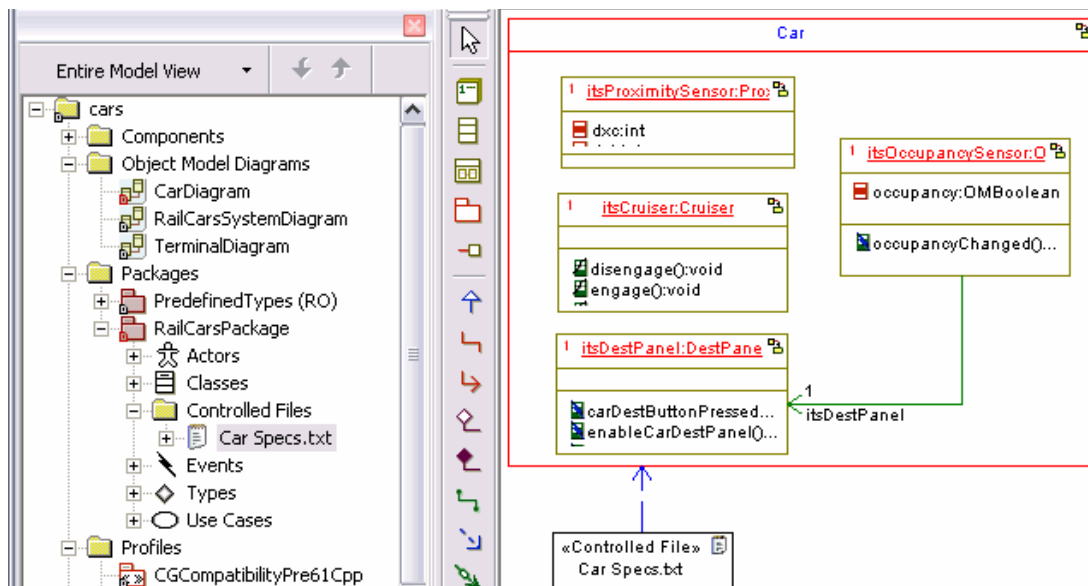 Entire Model View
cars
Components
Object Model Diagrams
CarDiagram
RailCarsSystemDiagram
TerminalDiagram
Packages
PredefinedTypes (RO)
RailCarsPackage
Actors
Classes
Controlled Files
Car Specs.txt
Events
Types
Use Cases
Profiles
CGCompatibilityPre61Cpp
Car
1 itsProximitySensor:Pro
dxc:int
1 itsCruiser:Cruiser
disengage():void
engage():void
1 itsDestPanel:DestPane
carDestButtonPressed...
enableCarDestPanel()...
1 itsOccupancySensor:O
occupancy:OMBoolean
occupancyChanged()...
1
itsDestPanel
«Controlled File»
Car Specs.txt